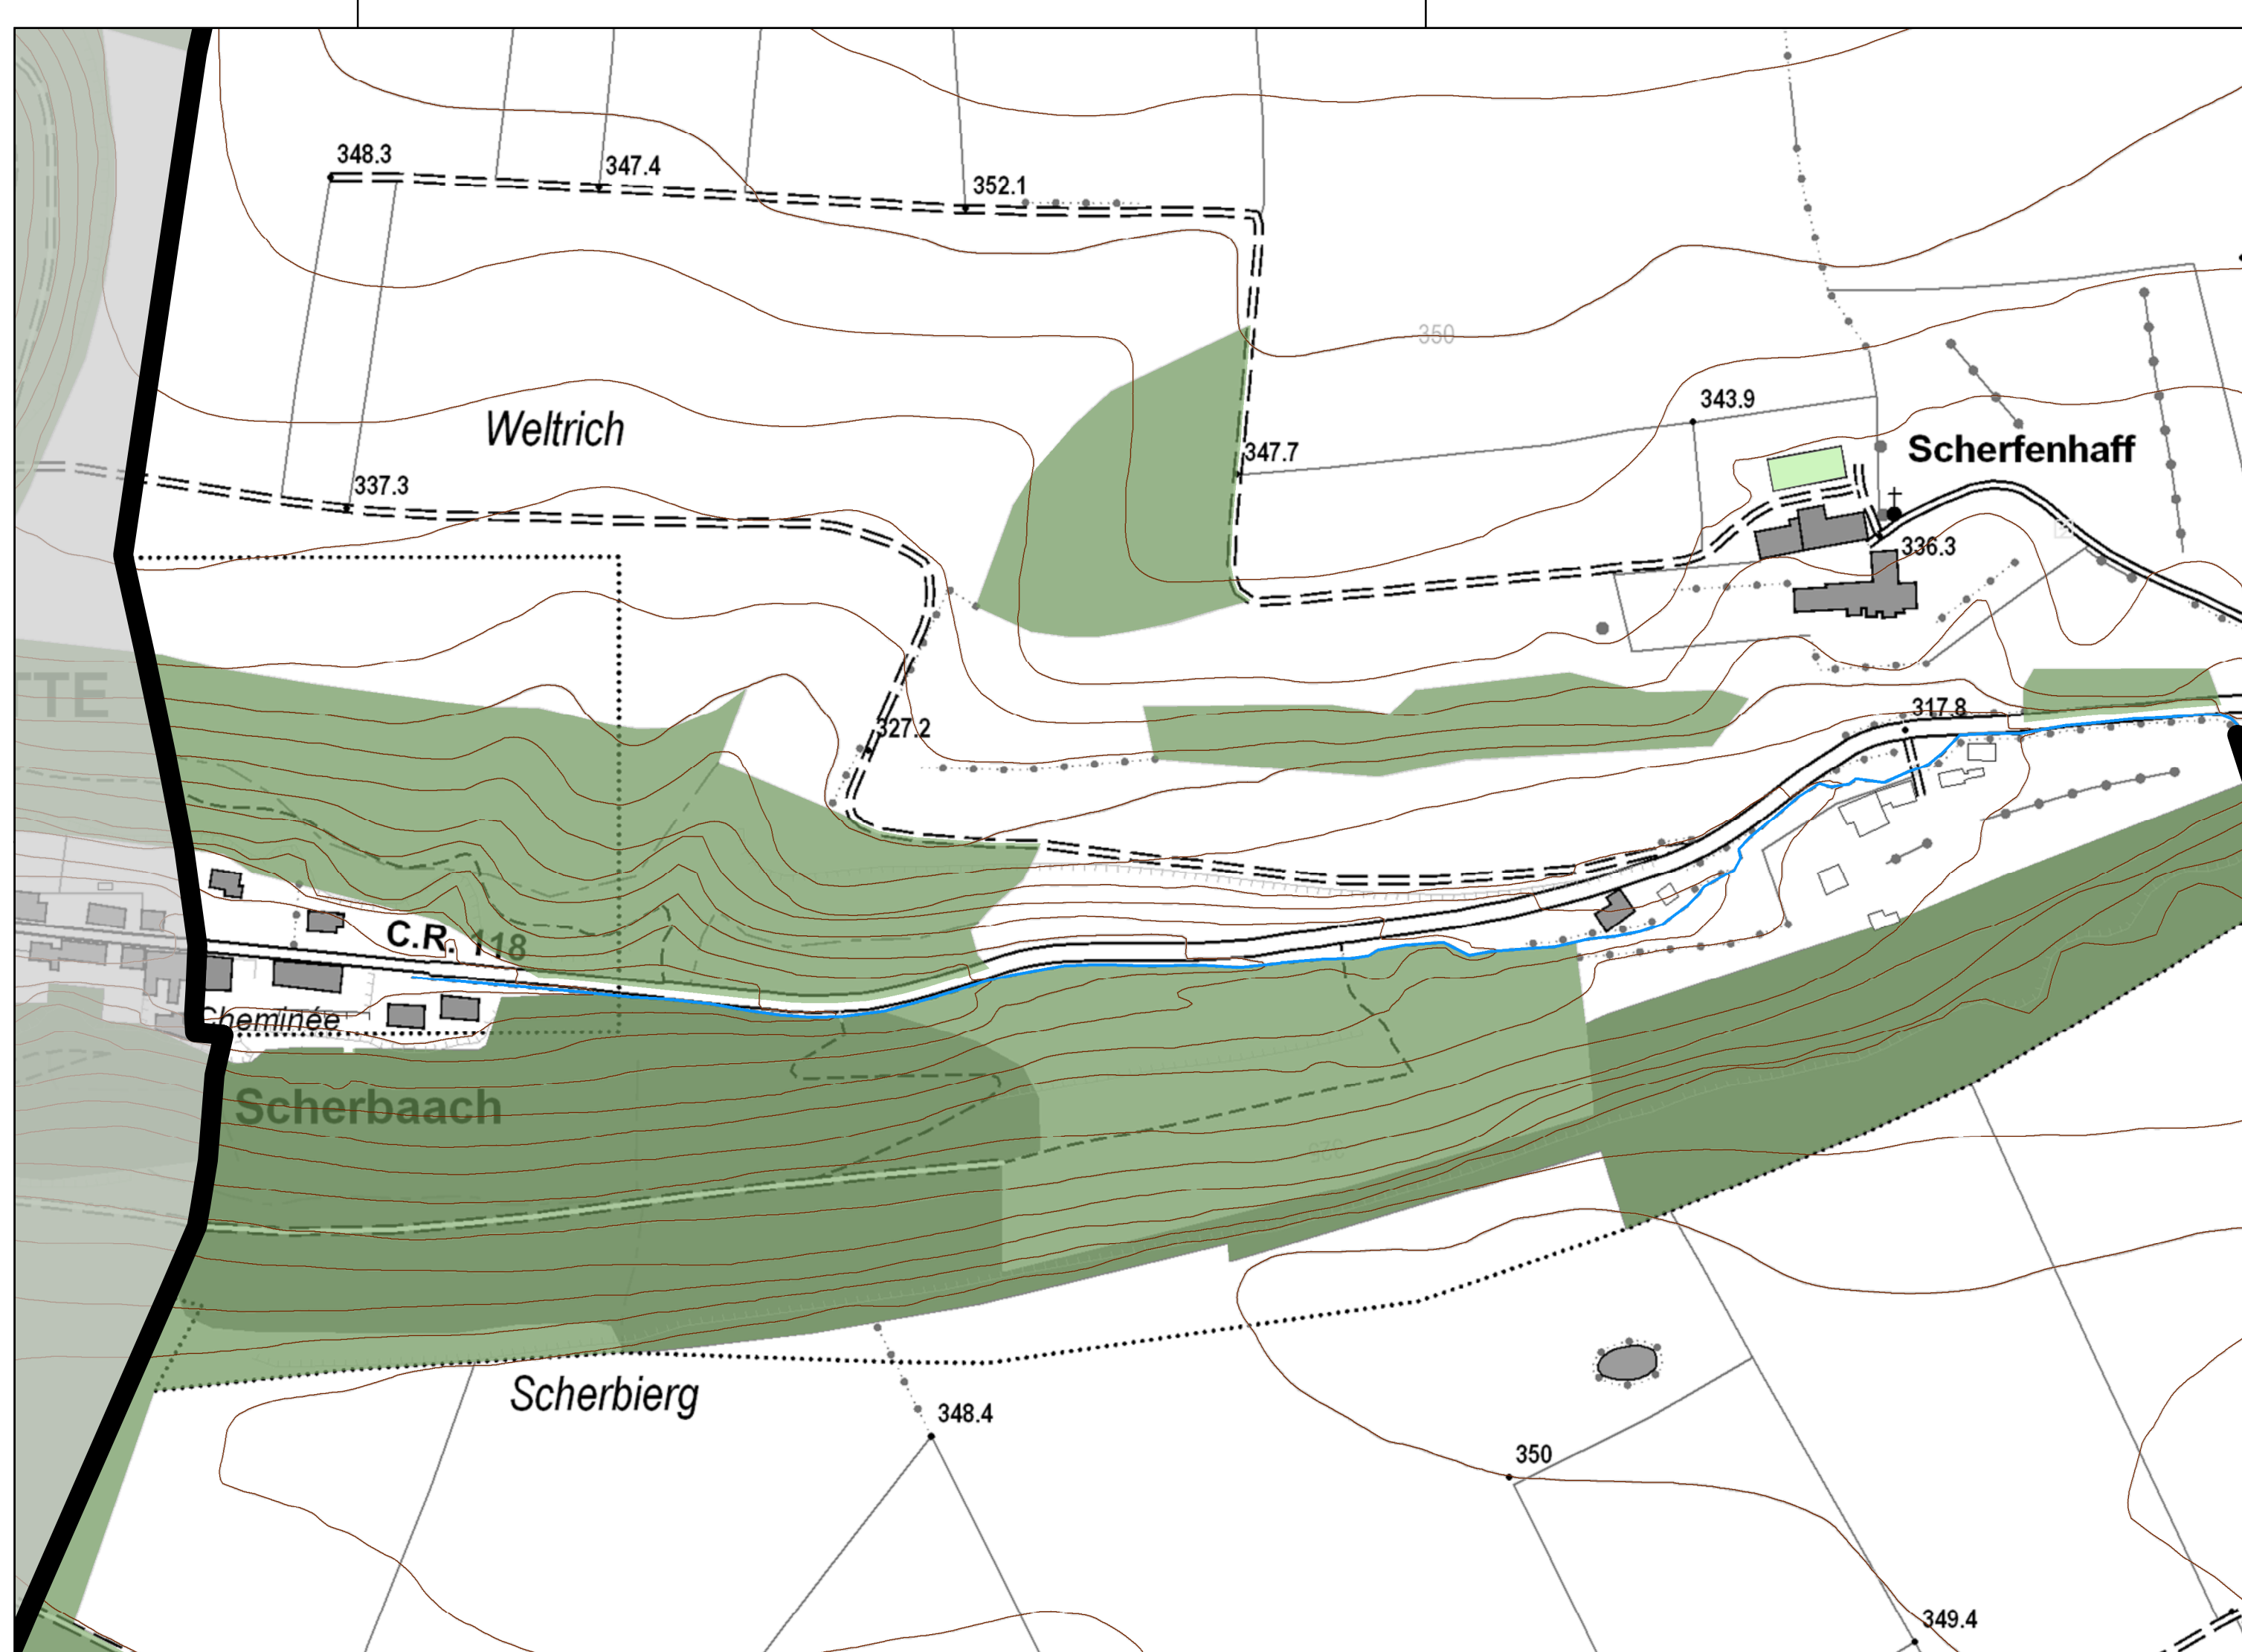 348.3
347.4
352.1
350
343.9
Weltrich
347.7
Scherfenhaff
337.3
336.3
TTE
317.8
327.2
C.R. 118
Cheminée
Scherbaach
325
Scherbierg
348.4
350
349.4